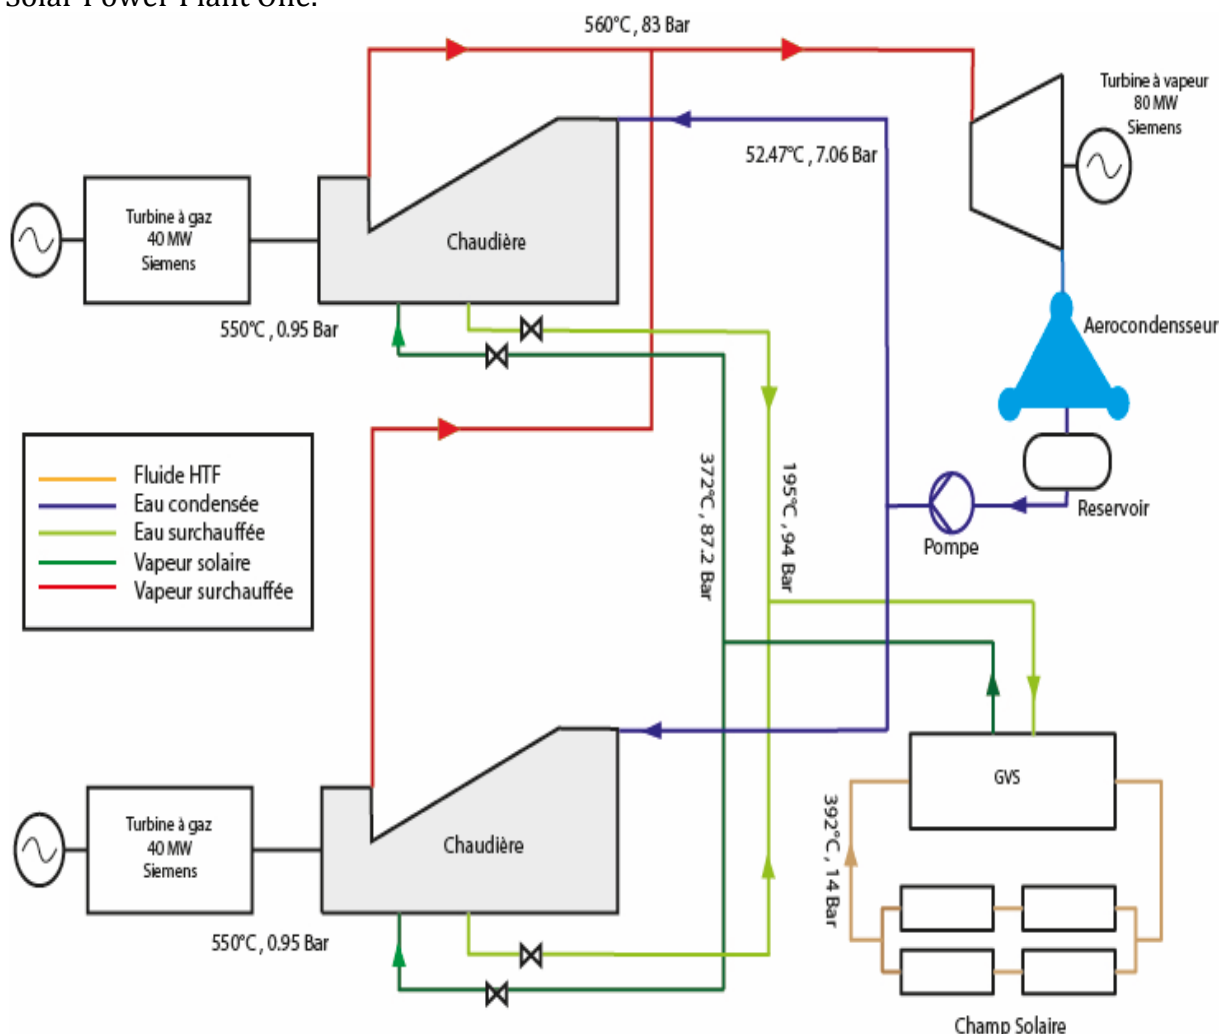 Solar Power Plant One.
560°C , 83 Bar
Turbine à vapeur
80 MW
Siemens
52.47°C , 7.06 Bar
Turbine à gaz
40 MW
Siemens
Chaudière
550°C , 0.95 Bar
Aerocondensseur
Fluide HTF
Eau condensée
Eau surchauffée
Vapeur solaire
Vapeur surchauffée
372°C , 87.2 Bar
195°C , 94 Bar
Reservoir
Pompe
GVS
392°C , 14 Bar
Turbine à gaz
40 MW
Siemens
Chaudière
550°C , 0.95 Bar
Champ Solaire